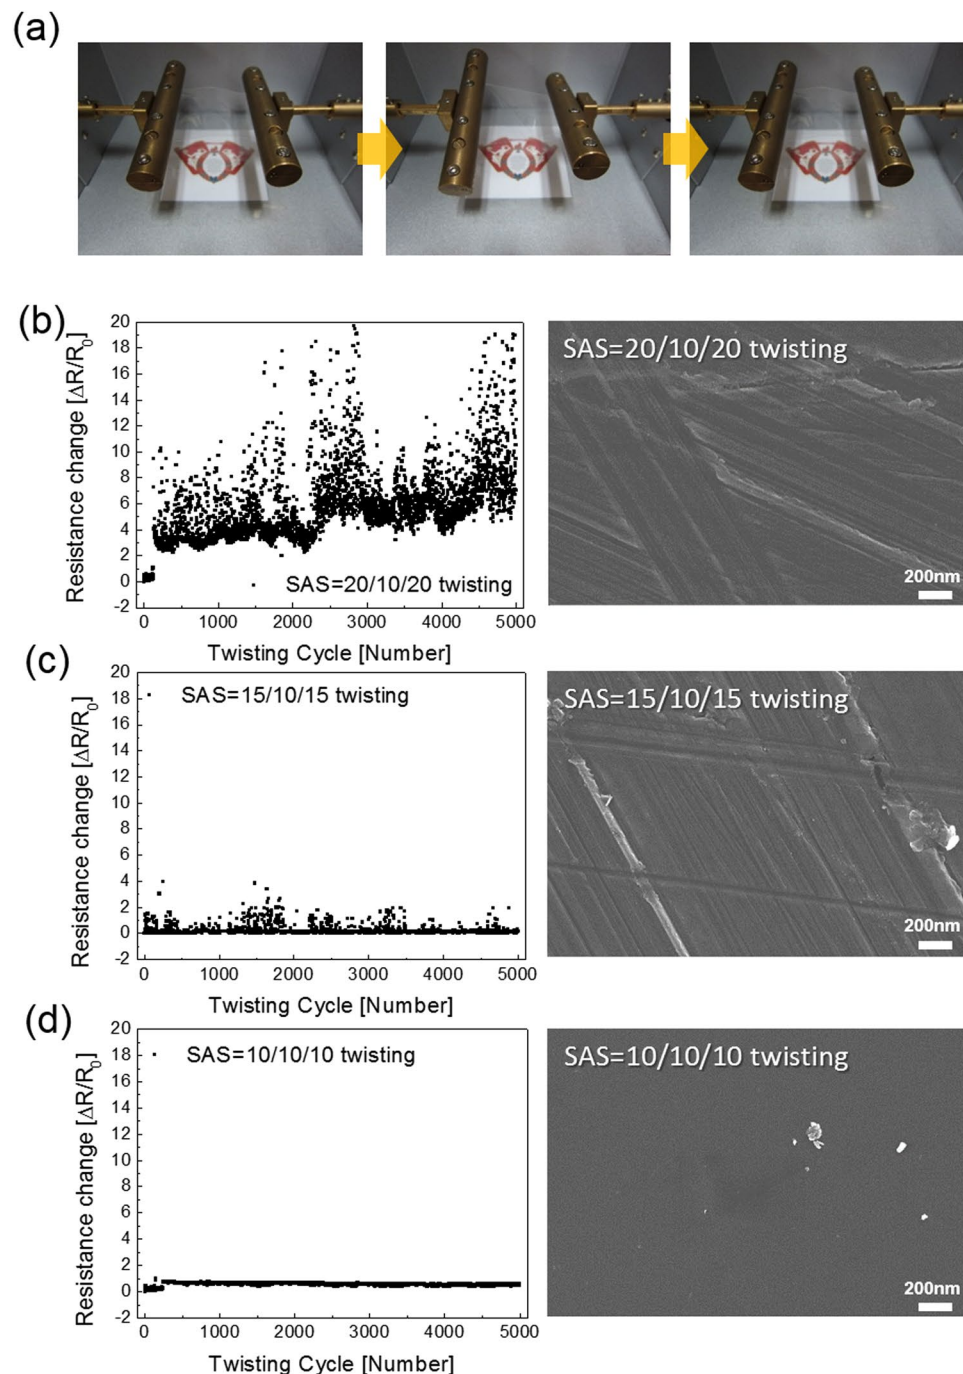 (a)
(b)
20
18
16
14
12
10
8
6
4
2
0
-2
Resistance change [ΔR/R₀]
SAS=20/10/20 twisting
0 1000 2000 3000 4000 5000
Twisting Cycle [Number]
SAS=20/10/20 twisting
200nm
(c)
20
18
16
14
12
10
8
6
4
2
0
-2
Resistance change [ΔR/R₀]
SAS=15/10/15 twisting
0 1000 2000 3000 4000 5000
Twisting Cycle [Number]
SAS=15/10/15 twisting
200nm
(d)
20
18
16
14
12
10
8
6
4
2
0
-2
Resistance change [ΔR/R₀]
SAS=10/10/10 twisting
0 1000 2000 3000 4000 5000
Twisting Cycle [Number]
SAS=10/10/10 twisting
200nm